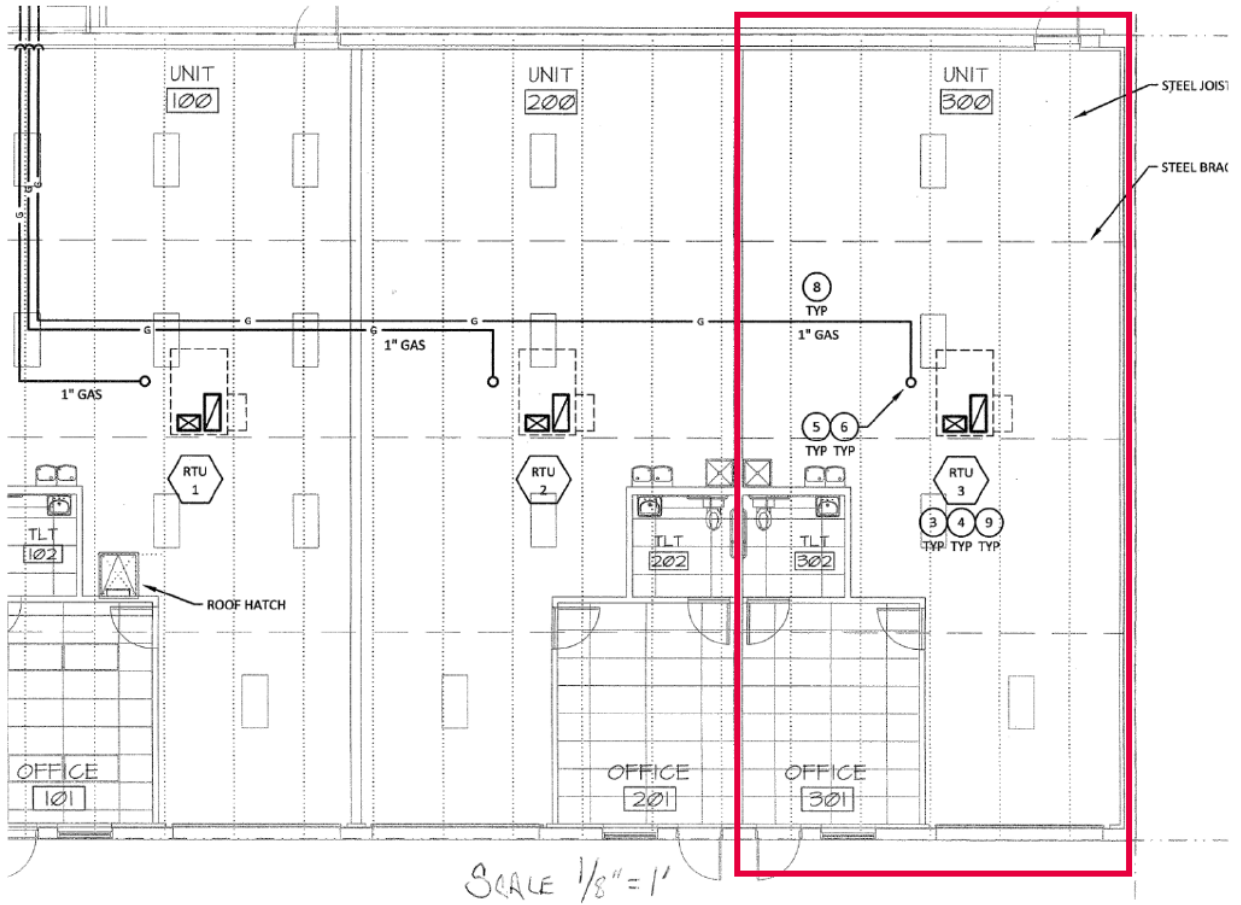 UNIT
100
UNIT
200
UNIT
300
STEEL JOIST
STEEL BRAC
G
G
G
8
TYP
G
G
G
G
G
1" GAS
1" GAS
1" GAS
5
6
TYP
TYP
RTU
1
RTU
2
RTU
3
3
4
9
TYP
TYP
TYP
TLT
102
TLT
202
TLT
302
ROOF HATCH
OFFICE
101
OFFICE
201
OFFICE
301
SCALE 1/8"=1'